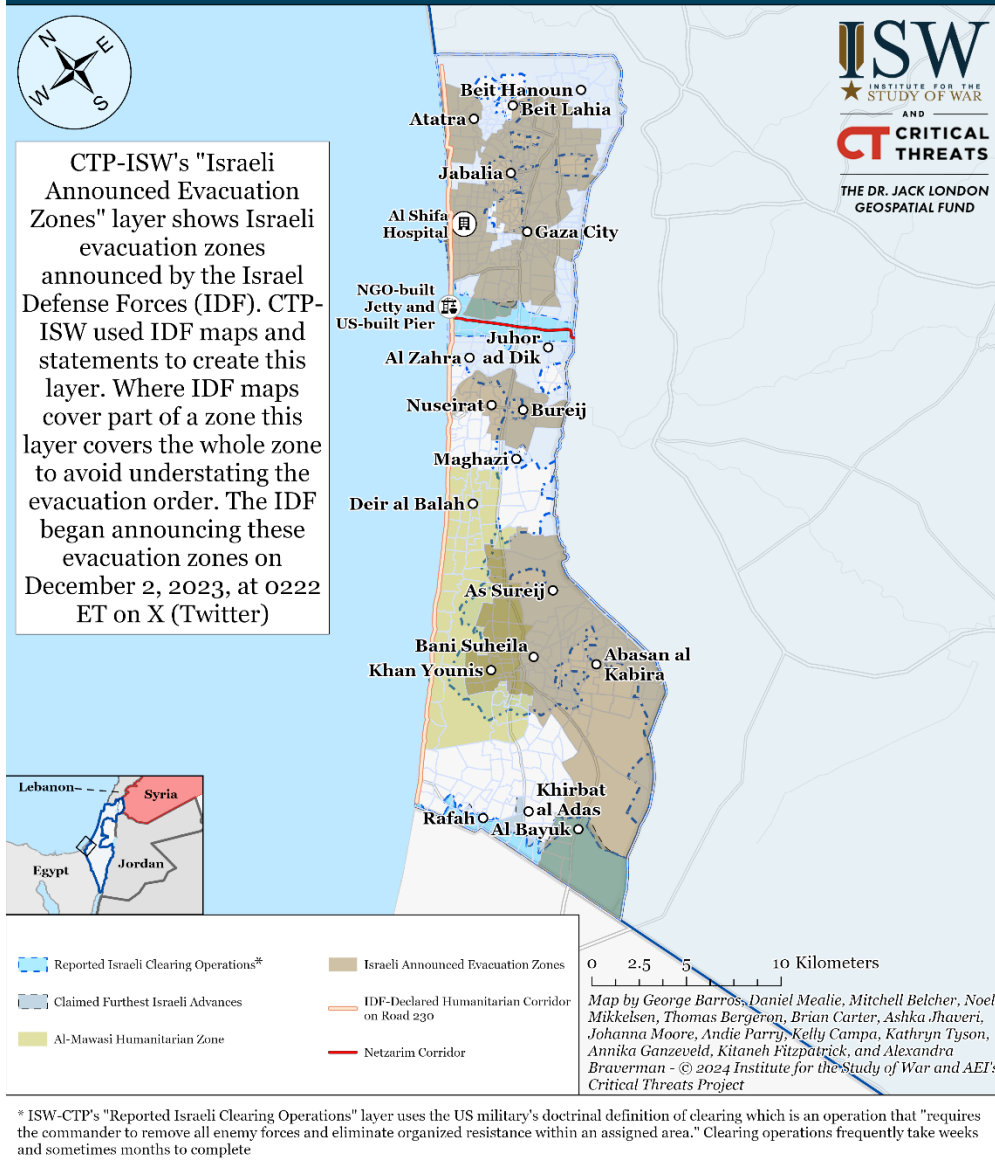 N
E
W
S
ISW
INSTITUTE FOR THE
STUDY OF WAR
AND
CT CRITICAL
THREATS
THE DR. JACK LONDON
GEOSPATIAL FUND
CTP-ISW's "Israeli
Announced Evacuation
Zones" layer shows Israeli
evacuation zones
announced by the Israel
Defense Forces (IDF). CTP-
ISW used IDF maps and
statements to create this
layer. Where IDF maps
cover part of a zone this
layer covers the whole zone
to avoid understating the
evacuation order. The IDF
began announcing these
evacuation zones on
December 2, 2023, at 0222
ET on X (Twitter)
Beit Hanoun
Beit Lahia
Atatra
Jabalia
Al Shifa
Hospital
Gaza City
NGO-built
Jetty and
US-built Pier
Juhor
ad Dik
Al Zahra
Nuseirat
Bureij
Maghazi
Deir al Balah
As Sureij
Bani Suheila
Abasan al
Kabira
Khan Younis
Khirbat
al Adas
Rafah
Al Bayuk
Lebanon
Syria
Egypt
Jordan
Reported Israeli Clearing Operations*
Claimed Furthest Israeli Advances
Al-Mawasi Humanitarian Zone
Israeli Announced Evacuation Zones
IDF-Declared Humanitarian Corridor
on Road 230
Netzarim Corridor
0 2.5 5 10 Kilometers
Map by George Barros, Daniel Mealie, Mitchell Belcher, Noel
Mikkelsen, Thomas Bergeron, Brian Carter, Ashka Jhaveri,
Johanna Moore, Andie Parry, Kelly Campa, Kathryn Tyson,
Annika Ganzeveld, Kitaneh Fitzpatrick, and Alexandra
Braverman - © 2024 Institute for the Study of War and AEI's
Critical Threats Project
* ISW-CTP's "Reported Israeli Clearing Operations" layer uses the US military's doctrinal definition of clearing which is an operation that "requires
the commander to remove all enemy forces and eliminate organized resistance within an assigned area." Clearing operations frequently take weeks
and sometimes months to complete